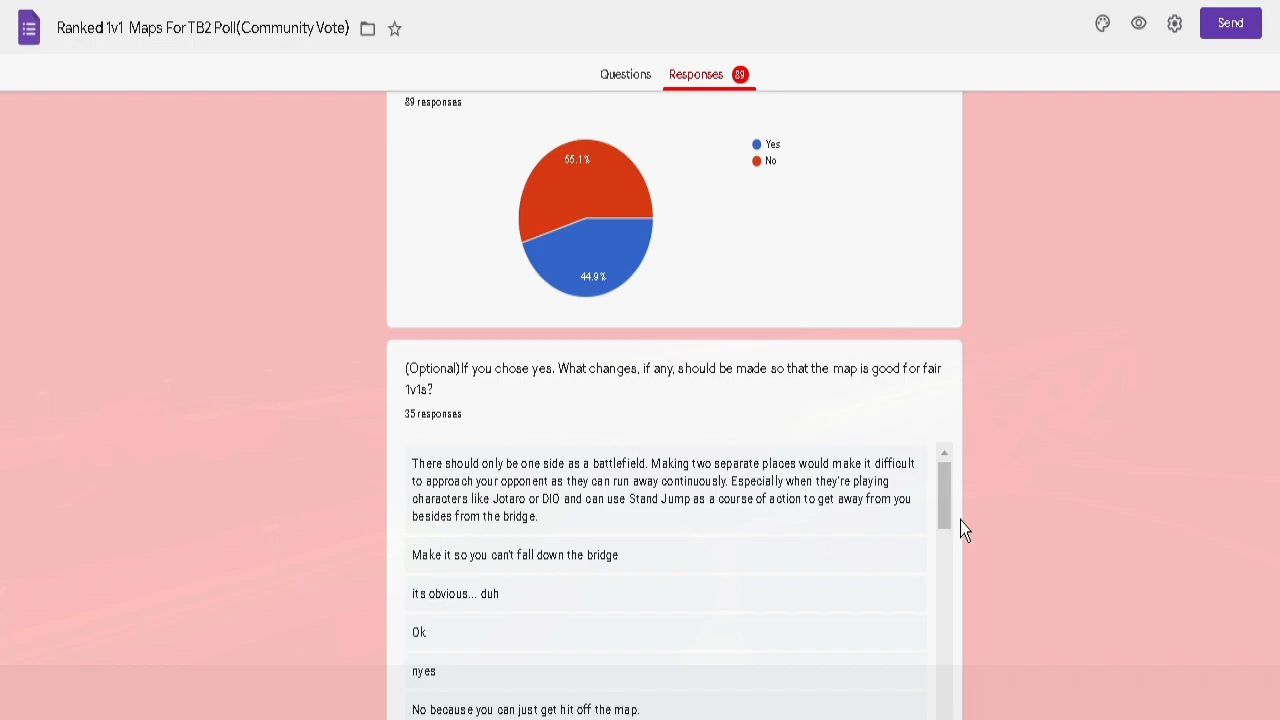 Ranked 1v1 Maps For TB2 Poll(Community Vote)
Send
Questions
Responses 89
89 responses
55.1%
44.9%
Yes
No
(Optional)If you chose yes. What changes, if any, should be made so that the map is good for fair
1v1s?
35 responses
There should only be one side as a battlefield. Making two separate places would make it difficult
to approach your opponent as they can run away continuously. Especially when they're playing
characters like Jotaro or DIO and can use Stand Jump as a course of action to get away from you
besides from the bridge.
Make it so you can't fall down the bridge
its obvious... duh
Ok
nyes
No because you can just get hit off the map.